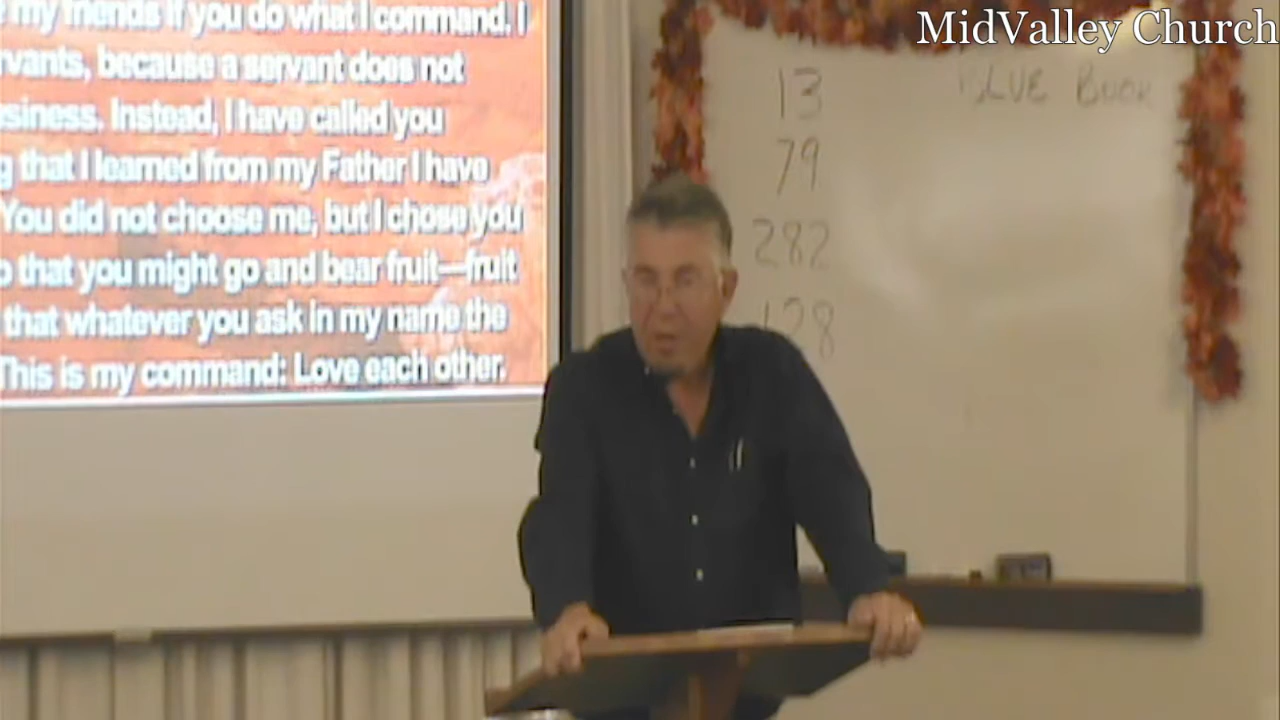 my friends if you do what I command. I
rvants, because a servant does not
siness. Instead, I have called you
g that I learned from my Father I have
You did not choose me, but I chose you
o that you might go and bear fruit—fruit
that whatever you ask in my name the
This is my command: Love each other.
MidValley Church
BLUE BOOK
13
79
282
128